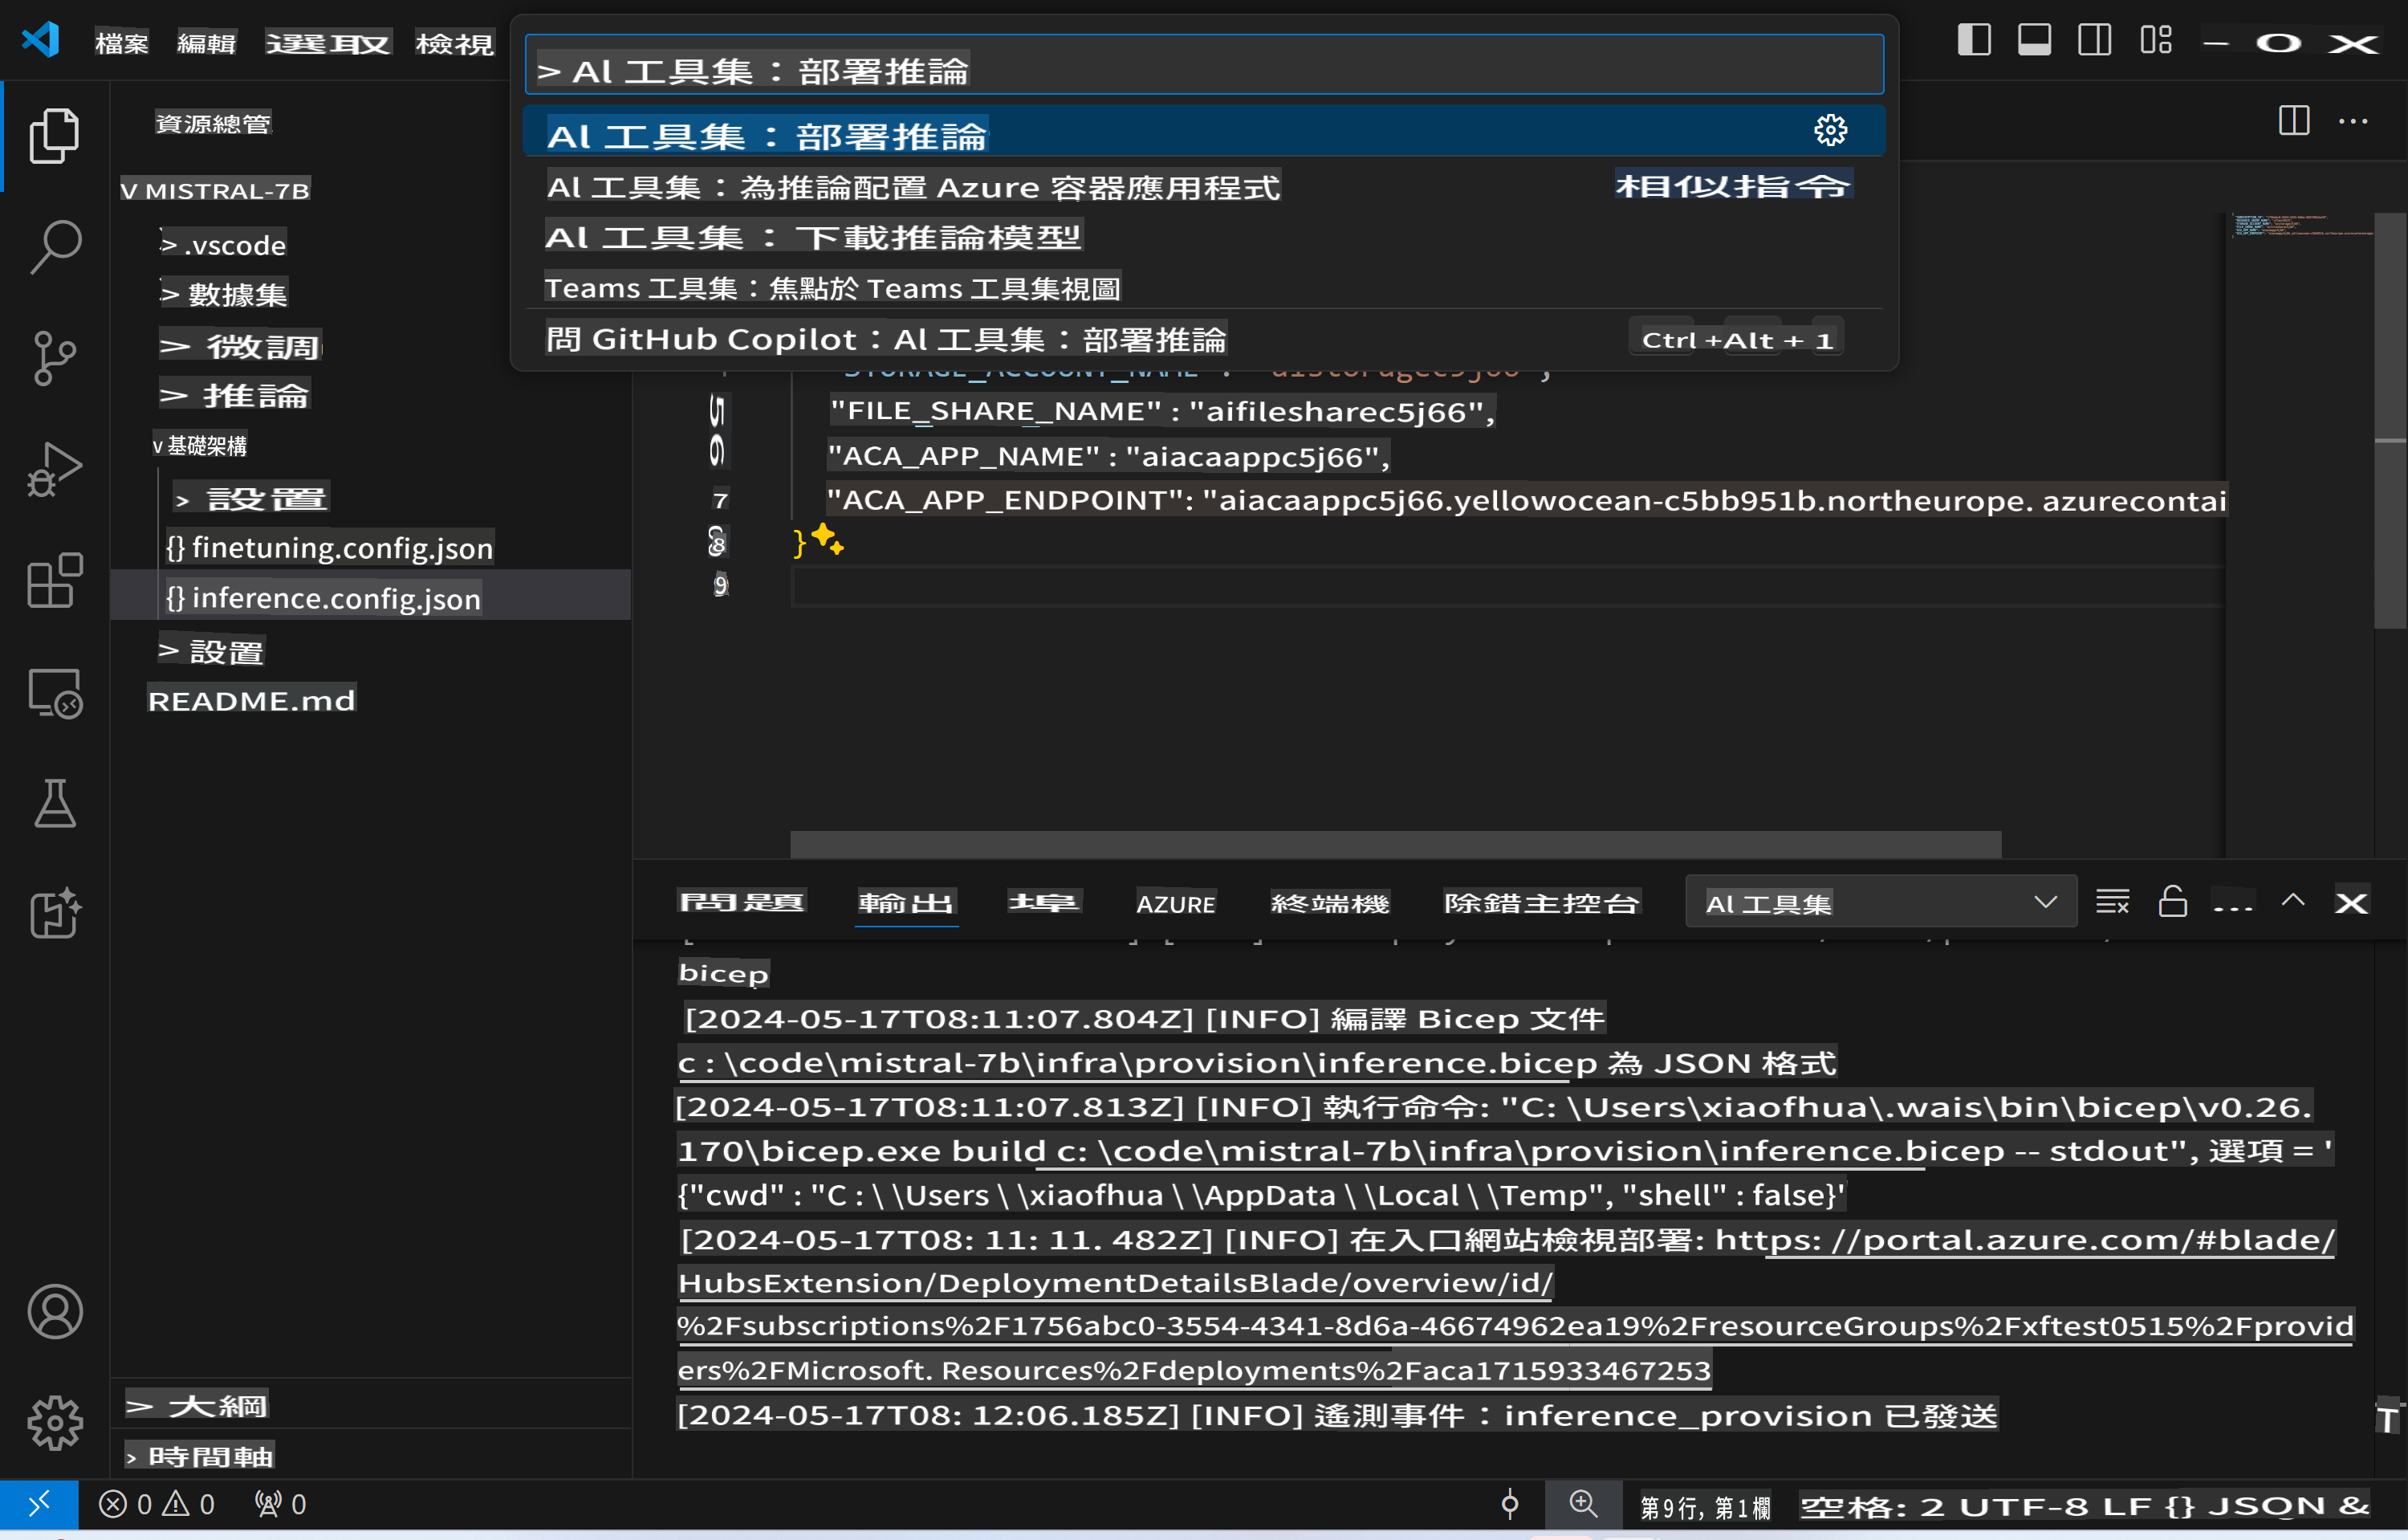 檔案 編輯 選取 檢視
> Al 工具集：部署推論
Al 工具集：部署推論
Al 工具集：為推論配置 Azure 容器應用程式 相似指令
Al 工具集：下載推論模型
Teams 工具集：焦點於 Teams 工具集視圖
問 GitHub Copilot：Al 工具集：部署推論 Ctrl +Alt + 1
資源總管
V MISTRAL-7B
> .vscode
> 數據集
> 微調
> 推論
v 基礎架構
> 設置
{} finetuning.config.json
{} inference.config.json
> 設置
README.md
> 大綱
> 時間軸
"STORAGE_ACCOUNT_NAME": "aistoragec5j66",
5 "FILE_SHARE_NAME" : "aifilesharec5j66",
6 "ACA_APP_NAME" : "aiacaappc5j66",
7 "ACA_APP_ENDPOINT": "aiacaappc5j66.yellowocean-c5bb951b.northeurope. azurecontai
8 }
9
問題 輸出 埠 AZURE 終端機 除錯主控台 Al 工具集
bicep
[2024-05-17T08:11:07.804Z] [INFO] 編譯 Bicep 文件
c : \code\mistral-7b\infra\provision\inference.bicep 為 JSON 格式
[2024-05-17T08:11:07.813Z] [INFO] 執行命令: "C: \Users\xiaofhua\.wais\bin\bicep\v0.26.
170\bicep.exe build c: \code\mistral-7b\infra\provision\inference.bicep -- stdout", 選項 = '
{"cwd" : "C : \ \Users \ \xiaofhua \ \AppData \ \Local \ \Temp", "shell" : false}'
[2024-05-17T08: 11: 11. 482Z] [INFO] 在入口網站檢視部署: https: //portal.azure.com/#blade/
HubsExtension/DeploymentDetailsBlade/overview/id/
%2Fsubscriptions%2F1756abc0-3554-4341-8d6a-46674962ea19%2FresourceGroups%2Fxftest0515%2Fprovid
ers%2FMicrosoft. Resources%2Fdeployments%2Faca1715933467253
[2024-05-17T08: 12:06.185Z] [INFO] 遙測事件：inference_provision 已發送
T
0 0 0 第9行, 第1欄 空格: 2 UTF-8 LF {} JSON &